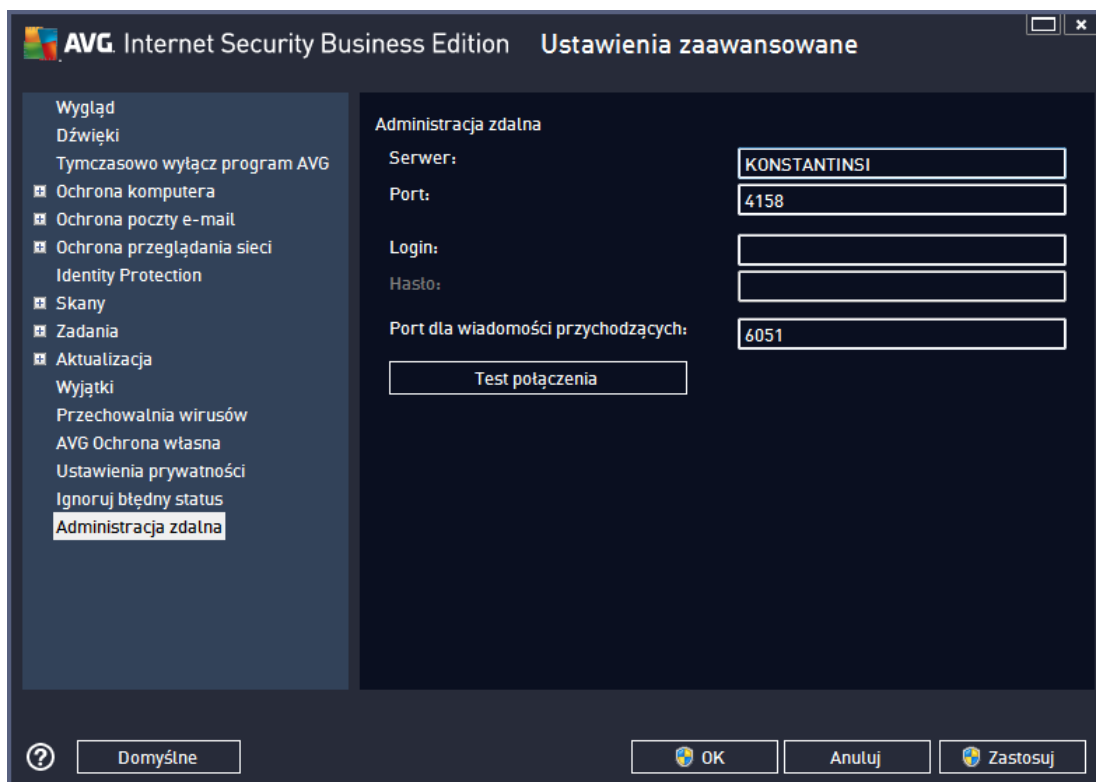 AVG. Internet Security Business Edition Ustawienia zaawansowane
Wygląd
Dźwięki
Tymczasowo wyłącz program AVG
Ochrona komputera
Ochrona poczty e-mail
Ochrona przeglądania sieci
Identity Protection
Skany
Zadania
Aktualizacja
Wyjątki
Przechowalnia wirusów
AVG Ochrona własna
Ustawienia prywatności
Ignoruj błędny status
Administracja zdalna
Administracja zdalna
Serwer: KONSTANTINSI
Port: 4158
Login:
Hasło:
Port dla wiadomości przychodzących: 6051
Test połączenia
Domyślne OK Anuluj Zastosuj